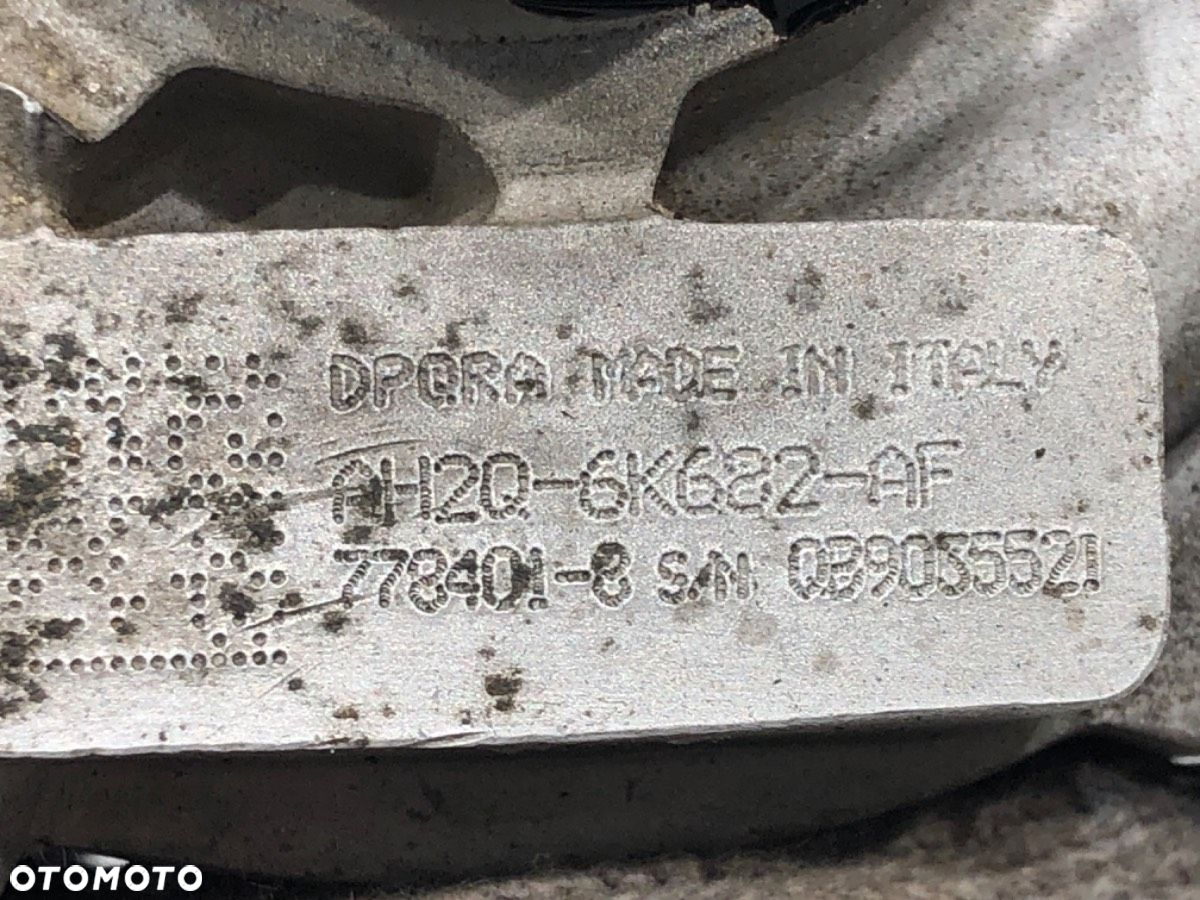 DPQRA MADE IN ITALY
AH2Q-6K682-AF
778401-8 S/N 0B9035521
OTOMOTO